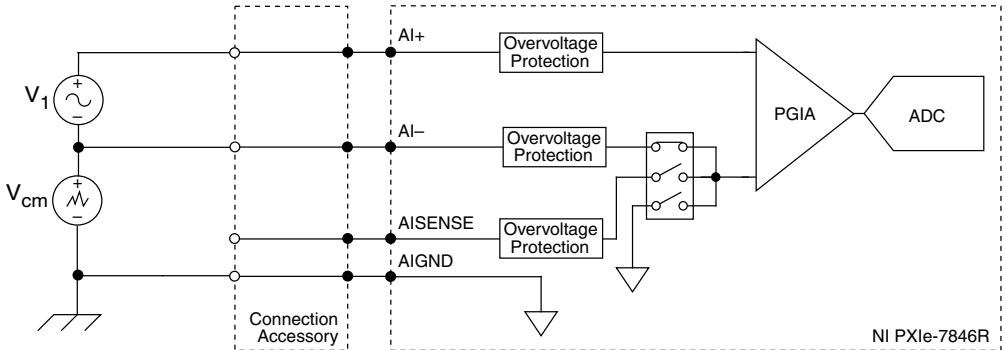 AI+
Overvoltage
Protection
V1
+
−
PGIA
ADC
AI−
Overvoltage
Protection
Vcm
+
−
AISENSE
Overvoltage
Protection
AIGND
Connection
Accessory
NI PXIe-7846R